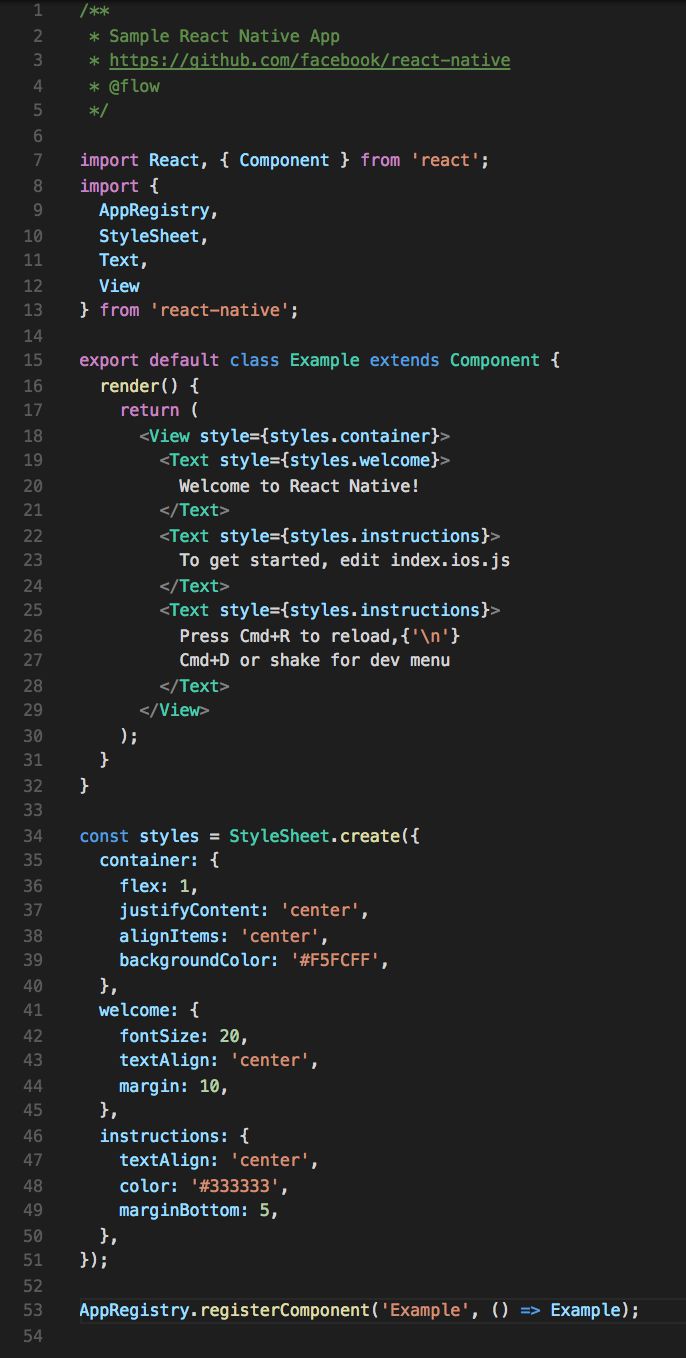 1 /**
2  * Sample React Native App
3  * https://github.com/facebook/react-native
4  * @flow
5  */
6
7 import React, { Component } from 'react';
8 import {
9   AppRegistry,
10   StyleSheet,
11   Text,
12   View
13 } from 'react-native';
14
15 export default class Example extends Component {
16   render() {
17     return (
18       <View style={styles.container}>
19         <Text style={styles.welcome}>
20           Welcome to React Native!
21         </Text>
22         <Text style={styles.instructions}>
23           To get started, edit index.ios.js
24         </Text>
25         <Text style={styles.instructions}>
26           Press Cmd+R to reload,{'\n'}
27           Cmd+D or shake for dev menu
28         </Text>
29       </View>
30     );
31   }
32 }
33
34 const styles = StyleSheet.create({
35   container: {
36     flex: 1,
37     justifyContent: 'center',
38     alignItems: 'center',
39     backgroundColor: '#F5FCFF',
40   },
41   welcome: {
42     fontSize: 20,
43     textAlign: 'center',
44     margin: 10,
45   },
46   instructions: {
47     textAlign: 'center',
48     color: '#333333',
49     marginBottom: 5,
50   },
51 });
52
53 AppRegistry.registerComponent('Example', () => Example);
54